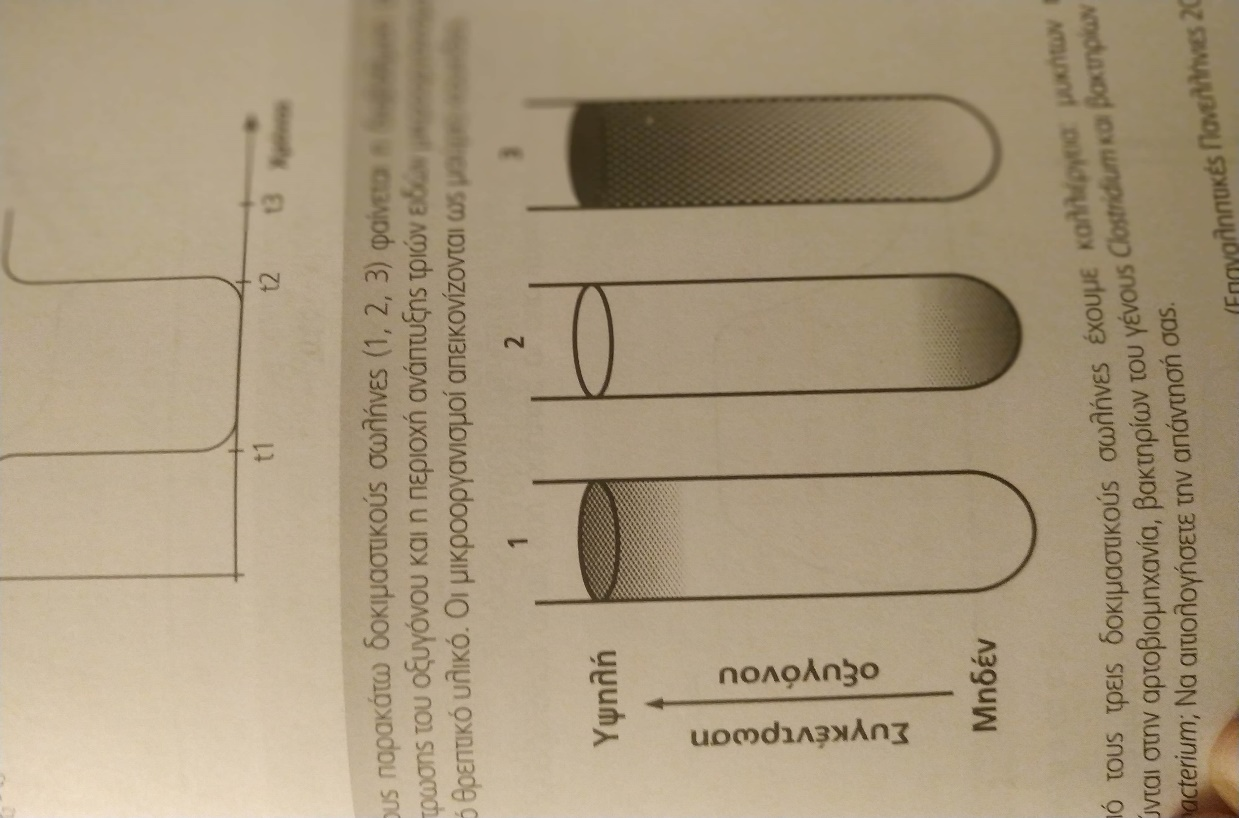 t1
t2
t3
Χρόνος
ους παρακάτω δοκιμαστικούς σωλήνες (1, 2, 3) φαίνεται η
τρωσης του οξυγόνου και η περιοχή ανάπτυξης τριών ειδών
ό θρεπτικό υλικό. Οι μικροοργανισμοί απεικονίζονται ως
1
2
3
Υψηλή
Συγκέντρωση
οξυγόνου
Μηδέν
ιό τους τρεις δοκιμαστικούς σωλήνες έχουμε καλλιέργεια: μυκήτων
ύνται στην αρτοβιομηχανία, βακτηρίων του γένους Clostridium και βακτηρίων
acterium; Να αιτιολογήσετε την απάντησή σας.
(Επαναληπτικές Πανελλήνιες 20